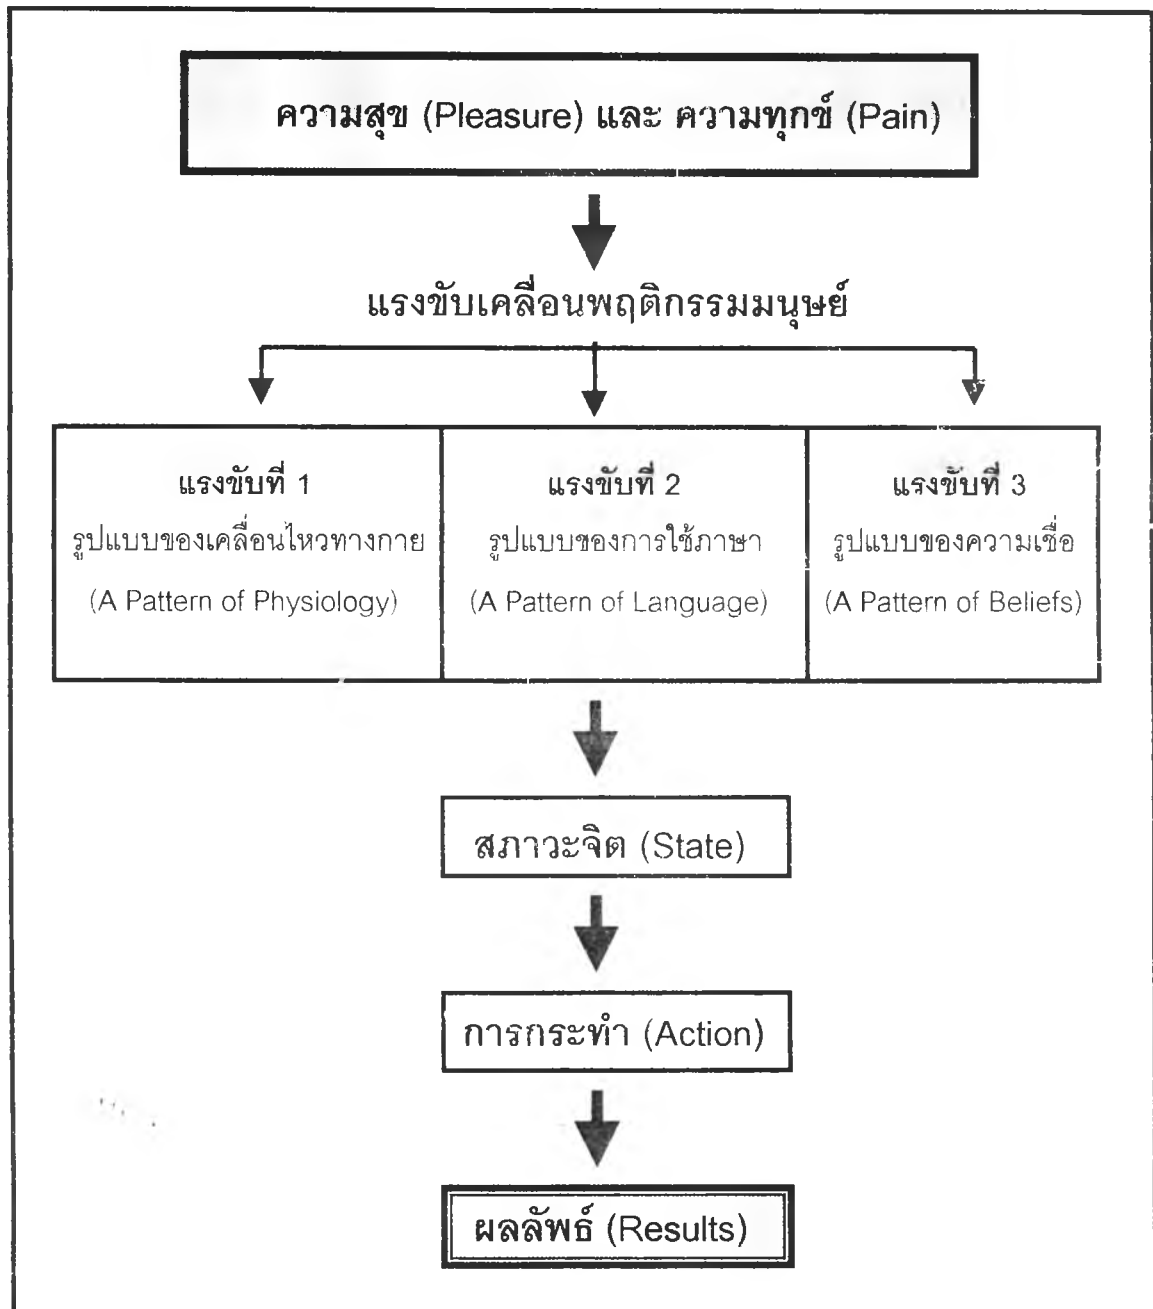 ความสุข (Pleasure) และ ความทุกข์ (Pain)
แรงขับเคลื่อนพฤติกรรมมนุษย์
แรงขับที่ 1
รูปแบบของเคลื่อนไหวทางกาย
(A Pattern of Physiology)
แรงขับที่ 2
รูปแบบของการใช้ภาษา
(A Pattern of Language)
แรงขับที่ 3
รูปแบบของความเชื่อ
(A Pattern of Beliefs)
สภาวะจิต (State)
การกระทำ (Action)
ผลลัพธ์ (Results)